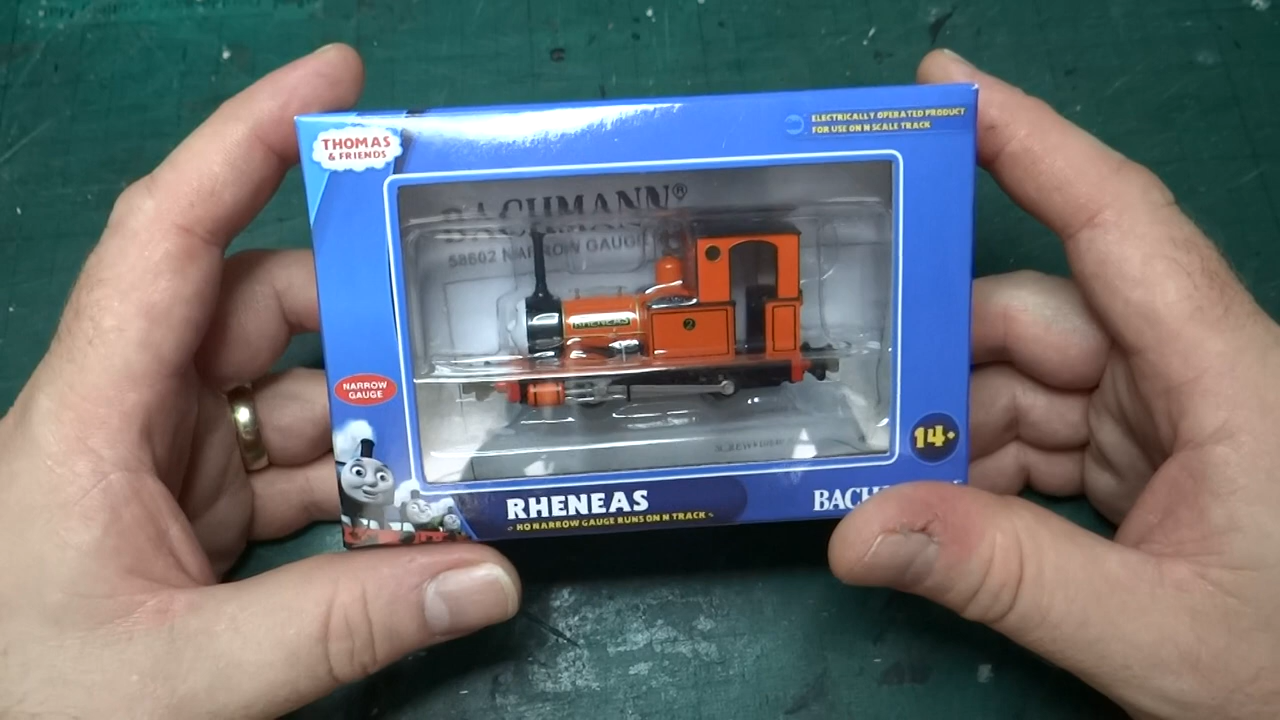 THOMAS
& FRIENDS
ELECTRICALLY OPERATED PRODUCT
FOR USE ON N SCALE TRACK
BACHMANN®
58602 NARROW GAUGE
RHENEAS
2
NARROW
GAUGE
14+
RHENEAS
HO NARROW GAUGE RUNS ON N TRACK
BACH